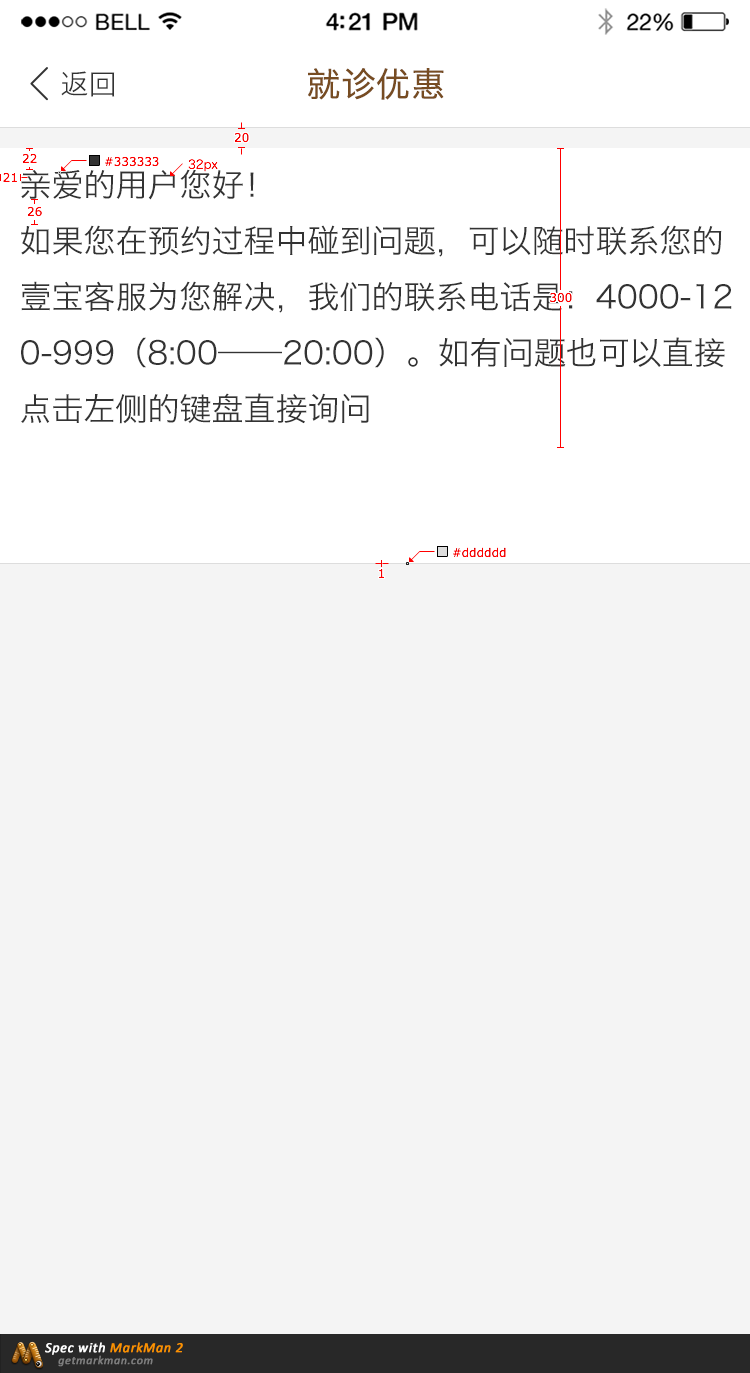 BELL 4:21 PM 22%
返回 就诊优惠
20
22 #333333 32px
21 亲爱的用户您好！
26
如果您在预约过程中碰到问题，可以随时联系您的
壹宝客服为您解决，我们的联系电话是：4000-12
300
0-999（8:00——20:00）。如有问题也可以直接
点击左侧的键盘直接询问
#dddddd
1
Spec with MarkMan 2
getmarkman.com